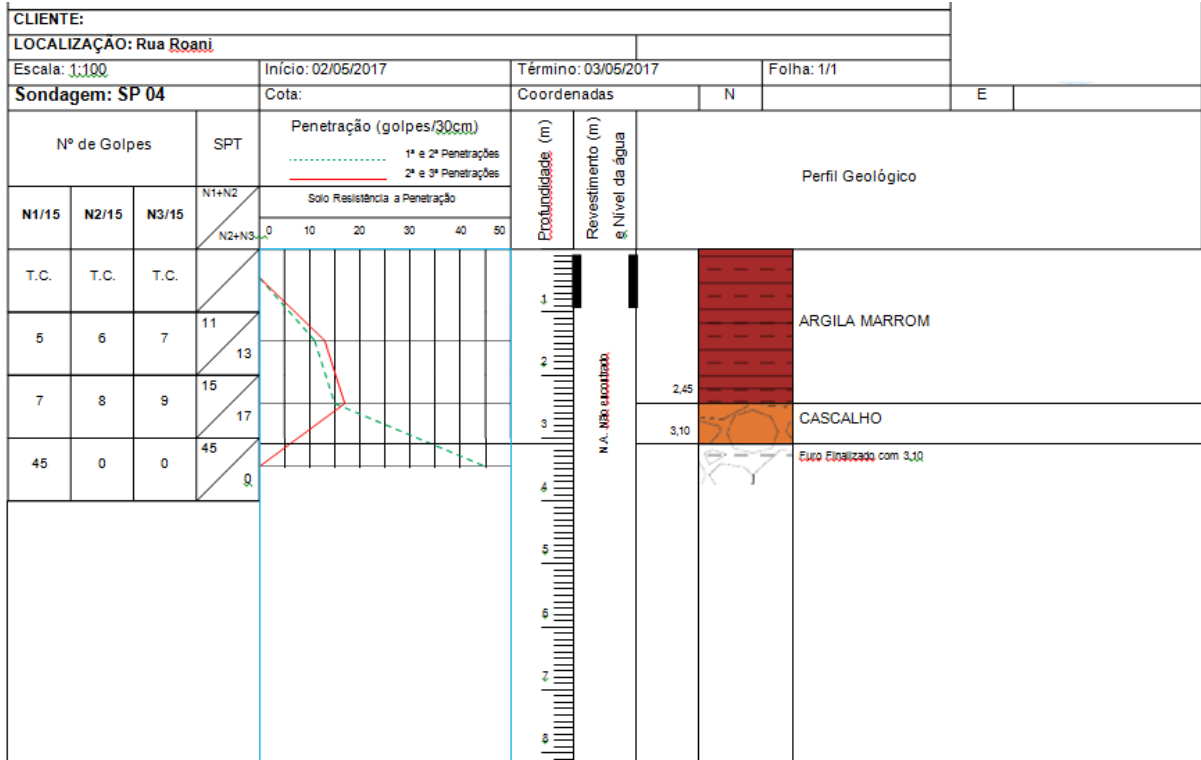 CLIENTE:
LOCALIZAÇÃO: Rua Roani
Escala: 1:100 Início: 02/05/2017 Término: 03/05/2017 Folha: 1/1
Sondagem: SP 04 Cota: Coordenadas N E
Nº de Golpes SPT Penetração (golpes/30cm)
1ª e 2ª Penetrações
2ª e 3ª Penetrações
Profundidade (m)
Revestimento (m)
e Nível da água
Perfil Geológico
N1/15 N2/15 N3/15 N1+N2
N2+N3
Solo Resistência a Penetração
0 10 20 30 40 50
T.C. T.C. T.C.
5 6 7 11 13
7 8 9 15 17
45 0 0 45 0
1
2
3
4
5
6
7
8
N.A. Não encontrado
ARGILA MARROM
2,45
CASCALHO
3,10
Furo Finalizado com 3,10